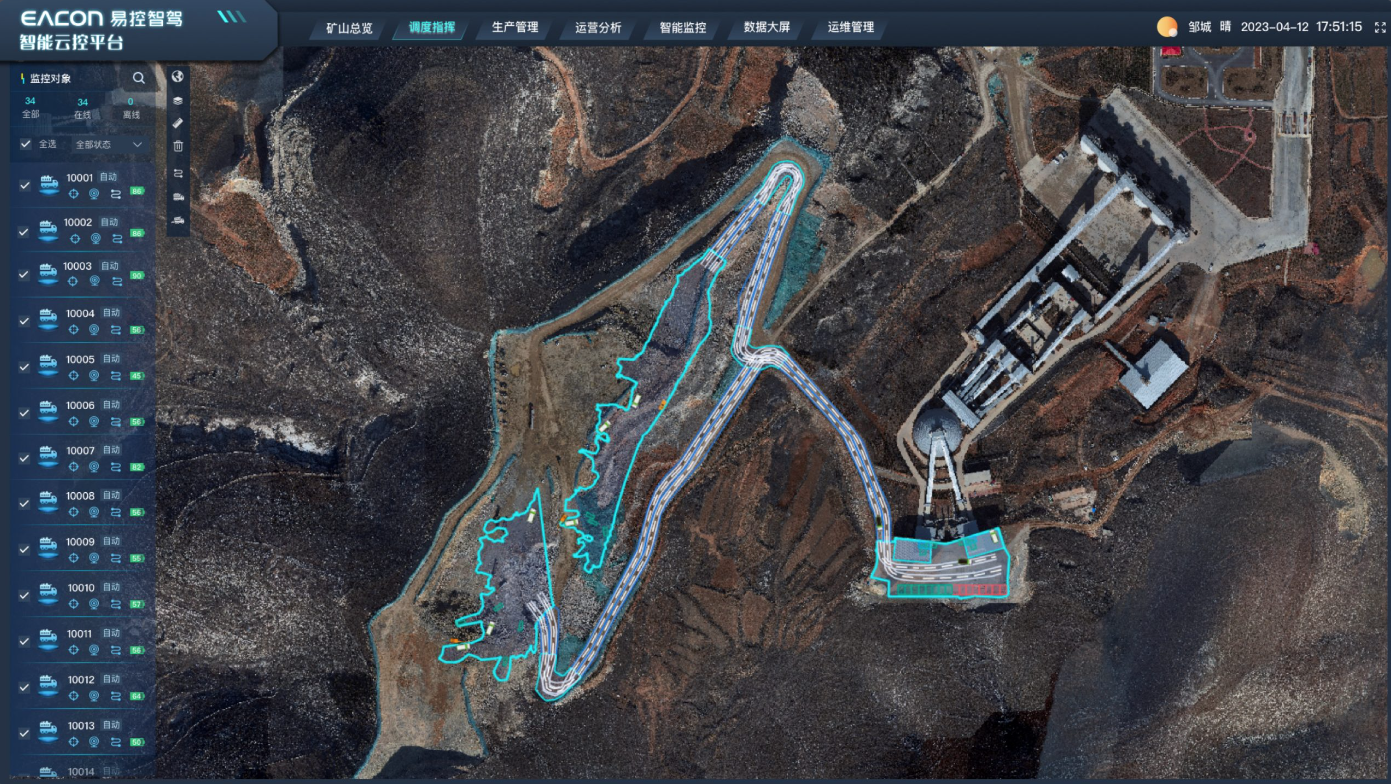 EACON 易控智驾
智能云控平台
矿山总览 调度指挥 生产管理 运营分析 智能监控 数据大屏 运维管理
邹城 晴 2023-04-12 17:51:15
监控对象
34 34 0
全部 在线 离线
全选 全部状态
10001 自动
86
10002 自动
86
10003 自动
90
10004 自动
56
10005 自动
45
10006 自动
56
10007 自动
82
10008 自动
56
10009 自动
56
10010 自动
57
10011 自动
56
10012 自动
64
10013 自动
50
10014 自动